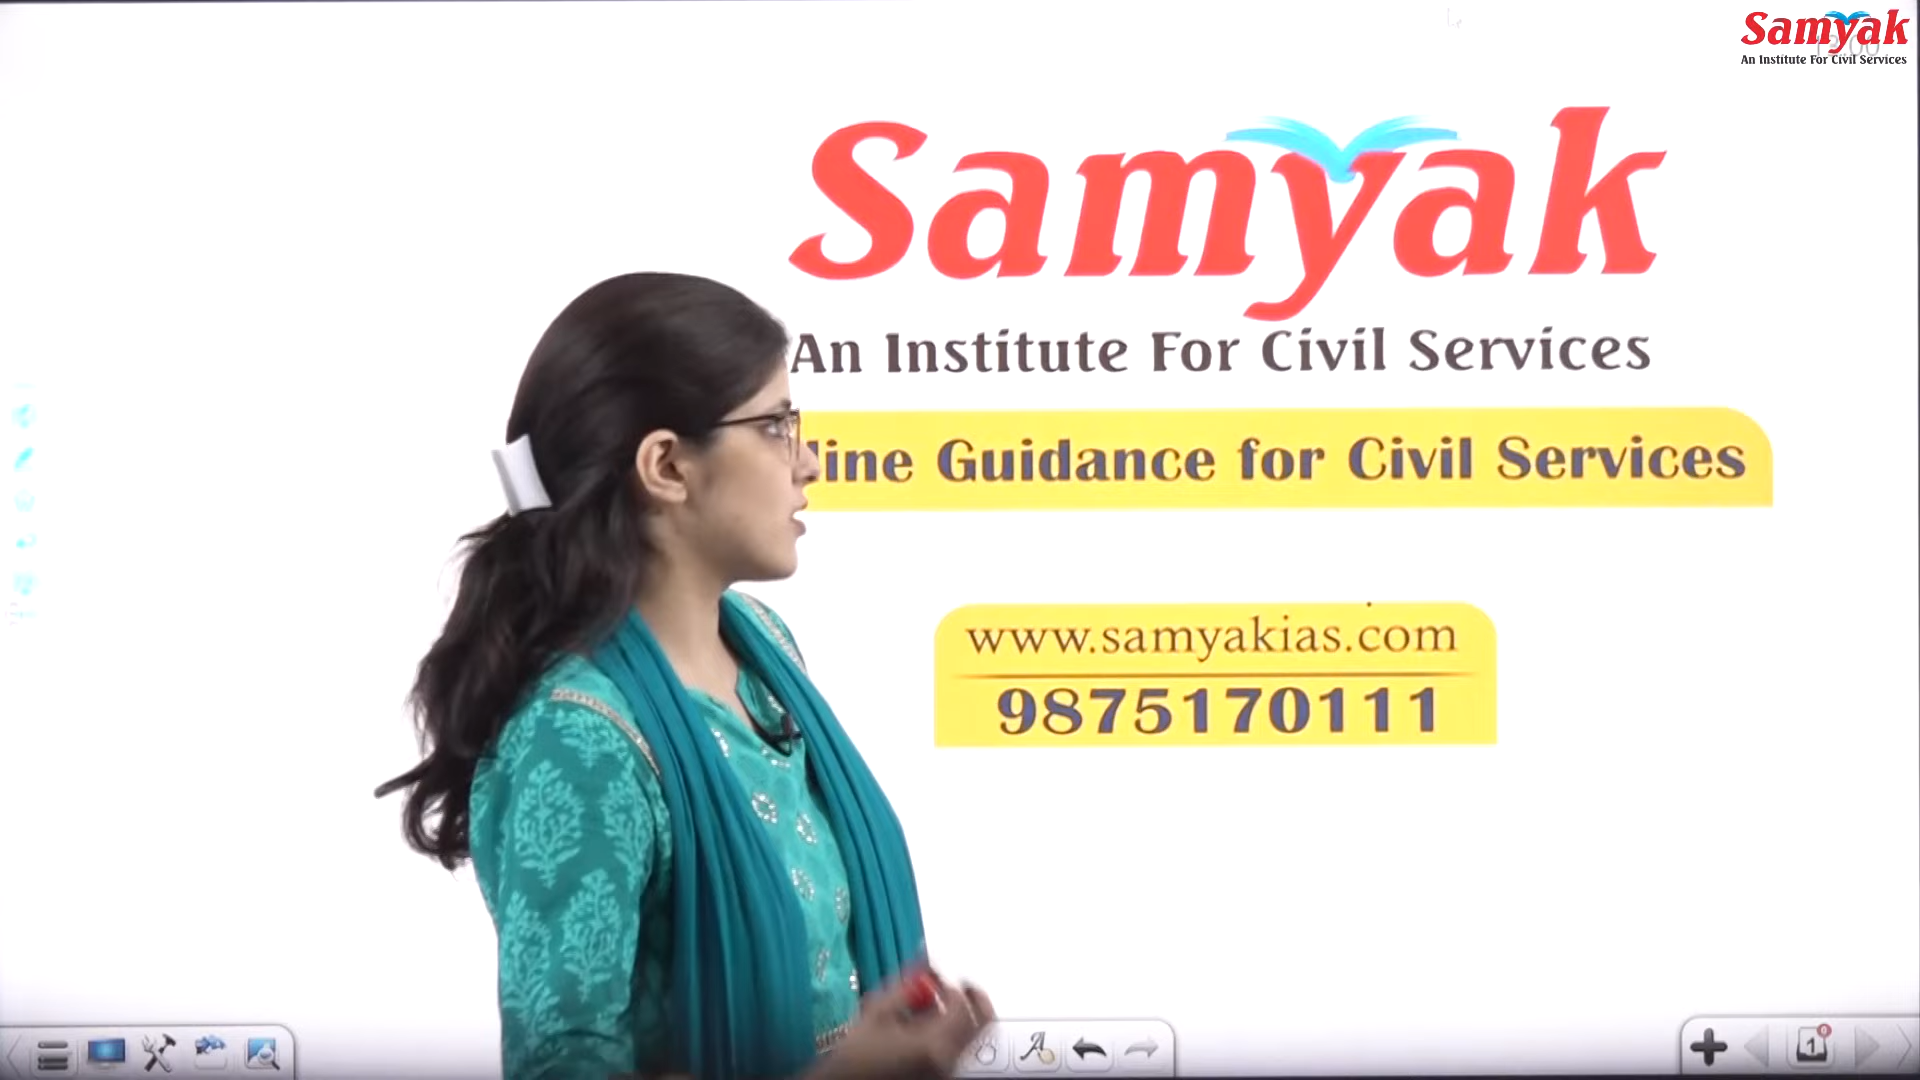 Samyak
An Institute For Civil Services
Samyak
An Institute For Civil Services
Guidance for Civil Services
www.samyakias.com
9875170111
1